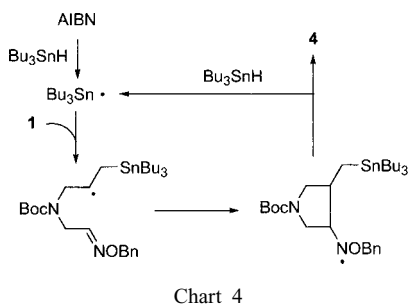 AIBN
Bu3SnH
Bu3Sn •
Bu3SnH
4
1
SnBu3
BocN
NOBn
SnBu3
BocN
NOBn
Chart 4